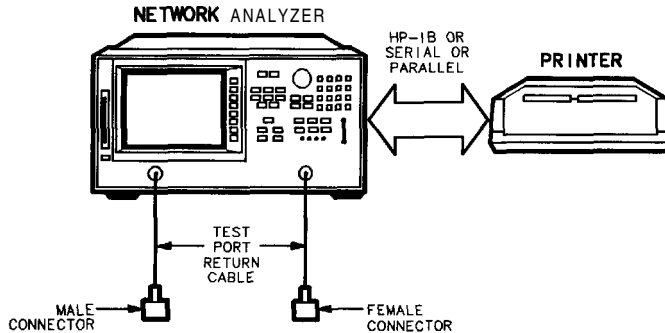 NETWORK ANALYZER
HP-IB OR
SERIAL OR
PARALLEL
PRINTER
TEST
PORT
RETURN
CABLE
MALE
CONNECTOR
FEMALE
CONNECTOR